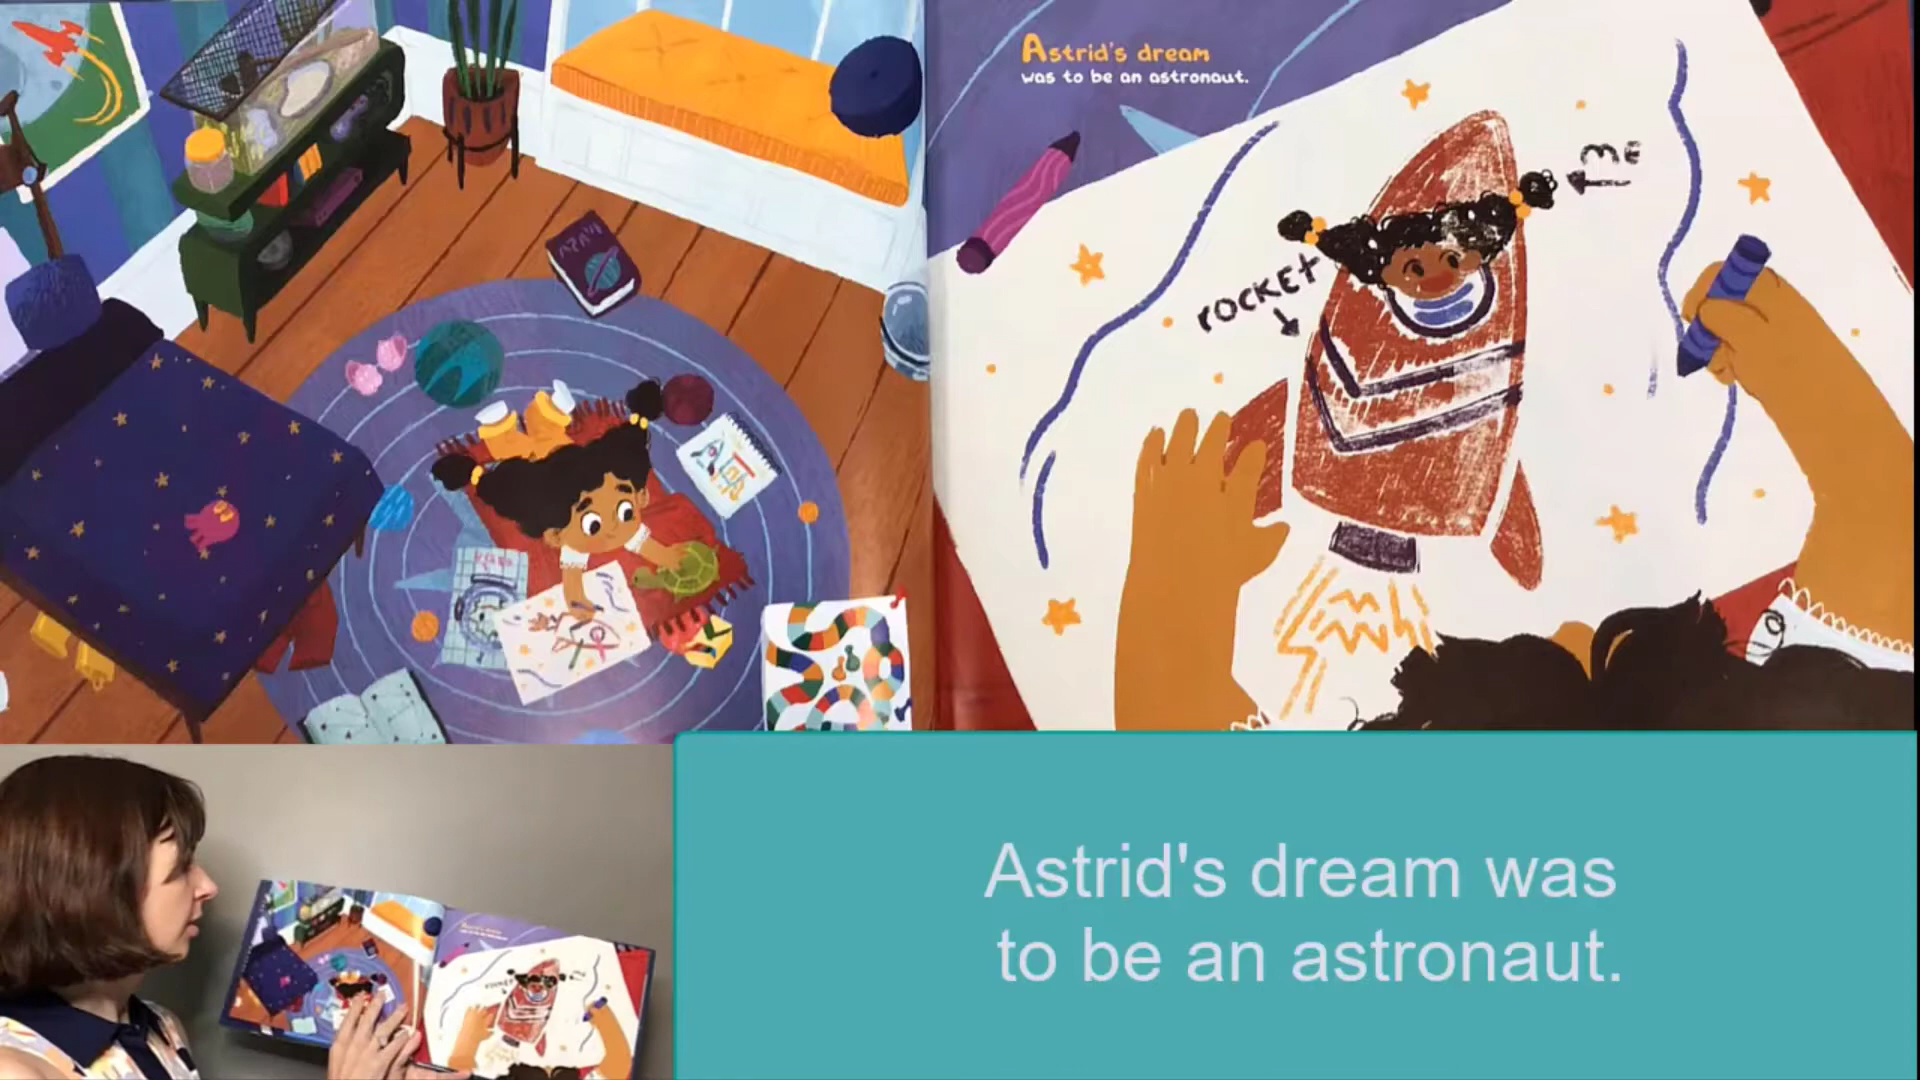 Astrid's dream
was to be an astronaut.
ME
rocket
Astrid's dream was
to be an astronaut.